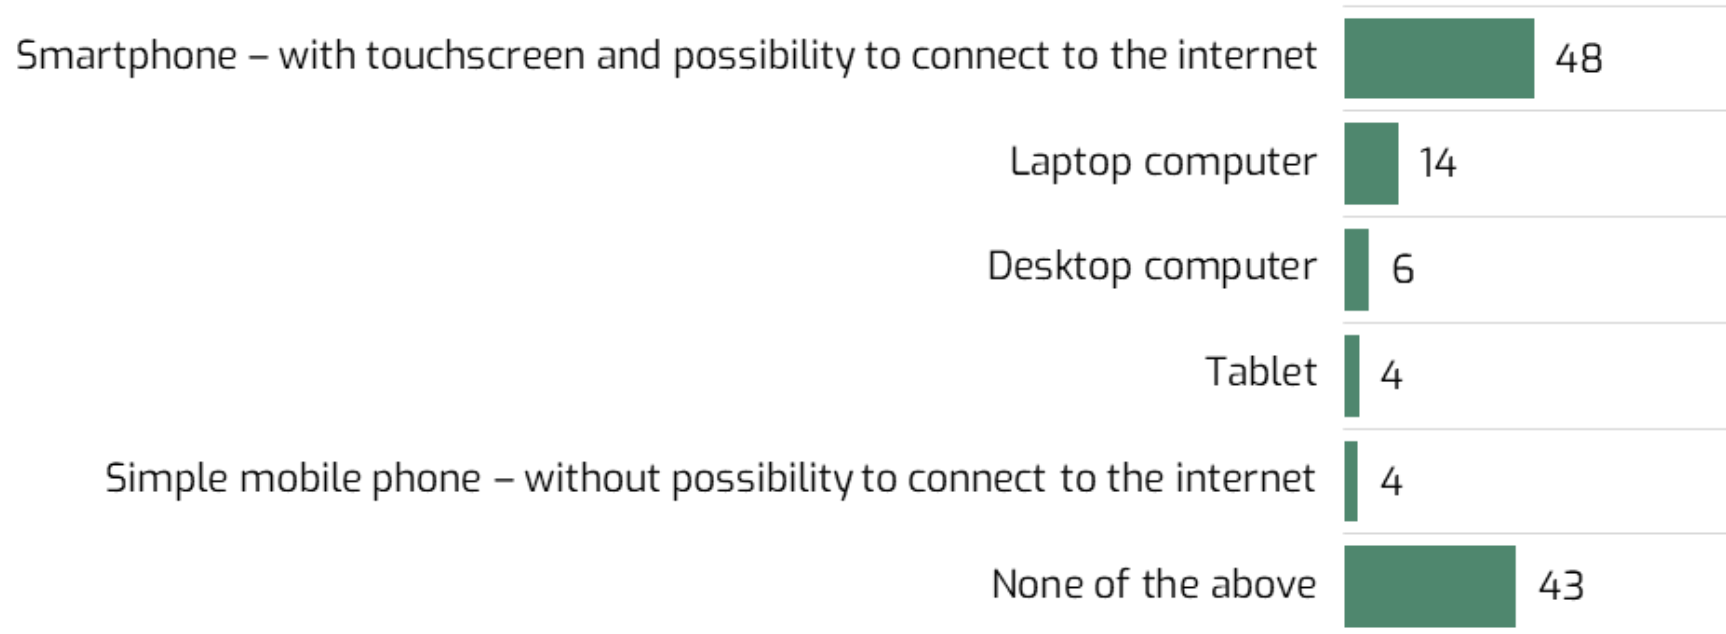 Smartphone – with touchscreen and possibility to connect to the internet 48
Laptop computer 14
Desktop computer 6
Tablet 4
Simple mobile phone – without possibility to connect to the internet 4
None of the above 43